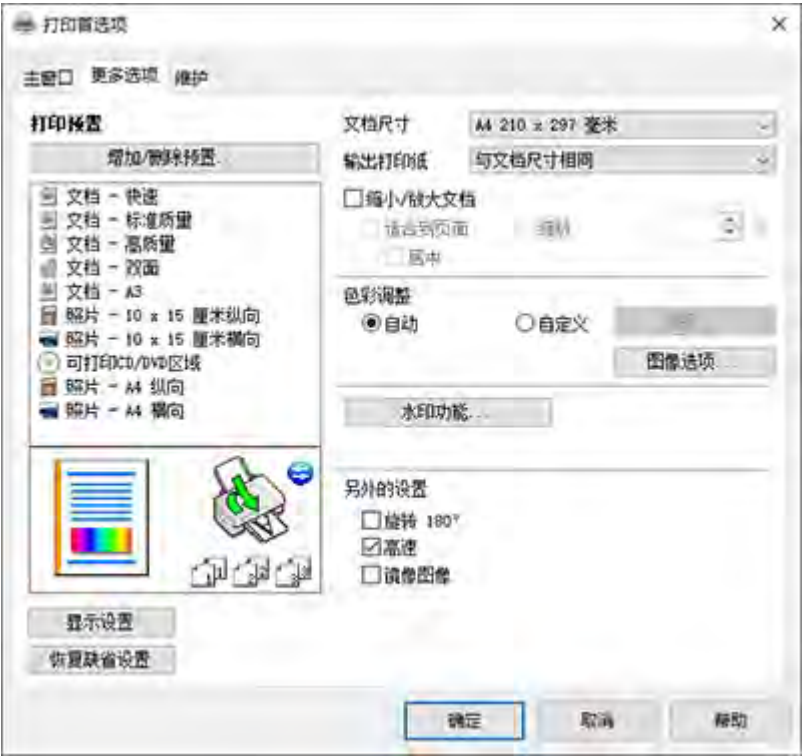 打印首选项
主窗口 更多选项 维护
打印预置
增加/删除预置...
文档 - 快速
文档 - 标准质量
文档 - 高质量
文档 - 双面
文档 - A3
照片 - 10 x 15 厘米纵向
照片 - 10 x 15 厘米横向
可打印CD/DVD区域
照片 - A4 纵向
照片 - A4 横向
显示设置
恢复缺省设置
文档尺寸 A4 210 x 297 毫米
输出打印纸 与文档尺寸相同
缩小/放大文档
适合到页面 缩放
居中
色彩调整
自动 自定义
图像选项...
水印功能...
另外的设置
旋转 180°
高速
镜像图像
确定 取消 帮助